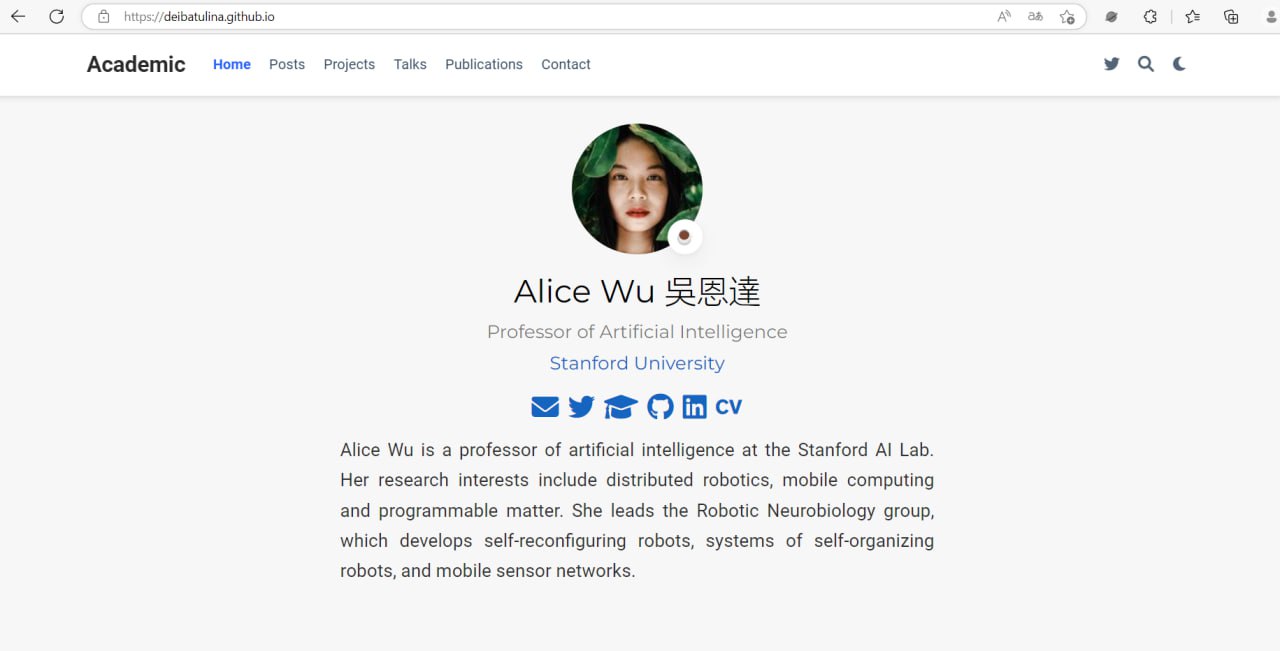 https://deibatulina.github.io
Academic Home Posts Projects Talks Publications Contact
Alice Wu 吳恩達
Professor of Artificial Intelligence
Stanford University
CV
Alice Wu is a professor of artificial intelligence at the Stanford AI Lab.
Her research interests include distributed robotics, mobile computing
and programmable matter. She leads the Robotic Neurobiology group,
which develops self-reconfiguring robots, systems of self-organizing
robots, and mobile sensor networks.